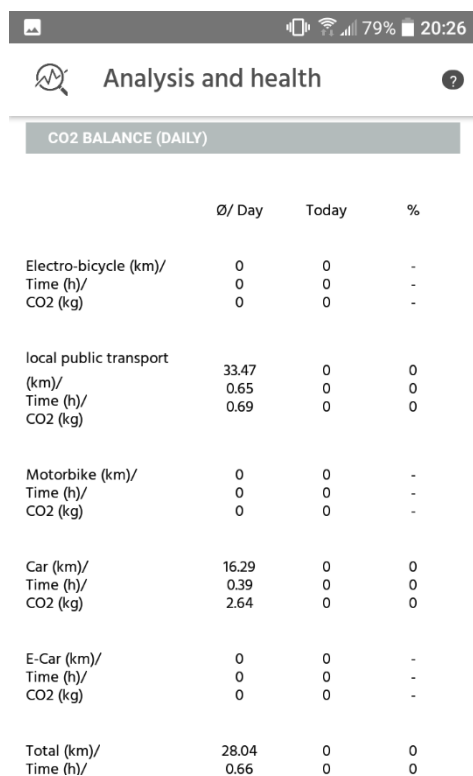 79% 20:26
Analysis and health ?
CO2 BALANCE (DAILY)
Ø/ Day Today %
Electro-bicycle (km)/ 0 0 -
Time (h)/ 0 0 -
CO2 (kg) 0 0 -
local public transport
(km)/ 33.47 0 0
Time (h)/ 0.65 0 0
CO2 (kg) 0.69 0 0
Motorbike (km)/ 0 0 -
Time (h)/ 0 0 -
CO2 (kg) 0 0 -
Car (km)/ 16.29 0 0
Time (h)/ 0.39 0 0
CO2 (kg) 2.64 0 0
E-Car (km)/ 0 0 -
Time (h)/ 0 0 -
CO2 (kg) 0 0 -
Total (km)/ 28.04 0 0
Time (h)/ 0.66 0 0